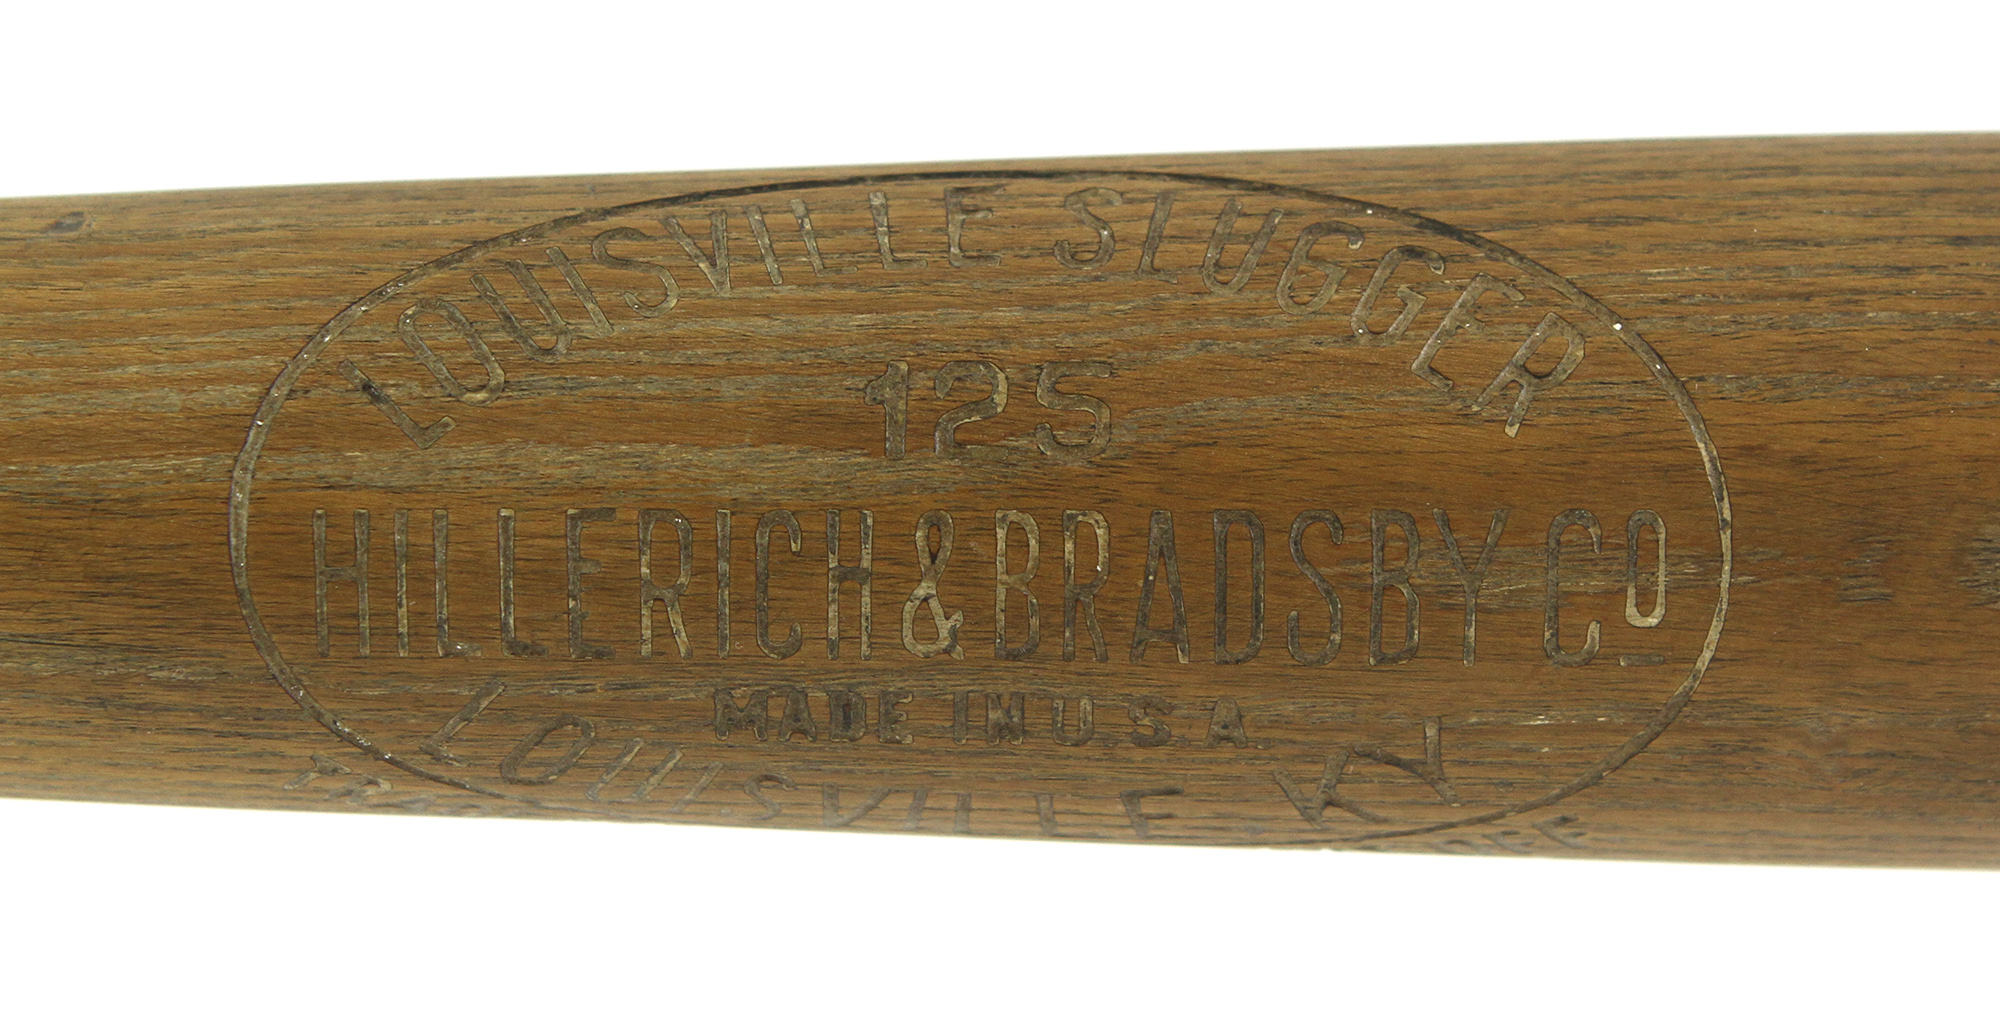 LOUISVILLE SLUGGER
125
HILLERICH & BRADSBY Cº
MADE IN U.S.A.
LOUISVILLE KY.